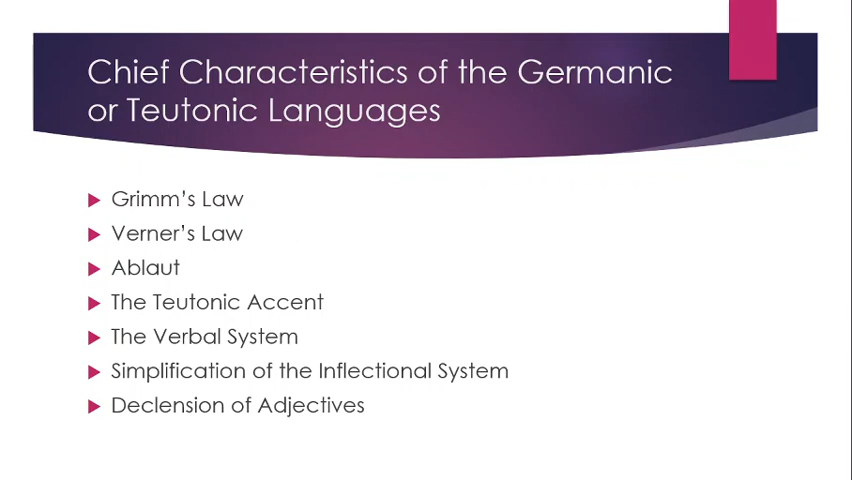 Chief Characteristics of the Germanic
or Teutonic Languages
Grimm's Law
Verner's Law
Ablaut
The Teutonic Accent
The Verbal System
Simplification of the Inflectional System
Declension of Adjectives